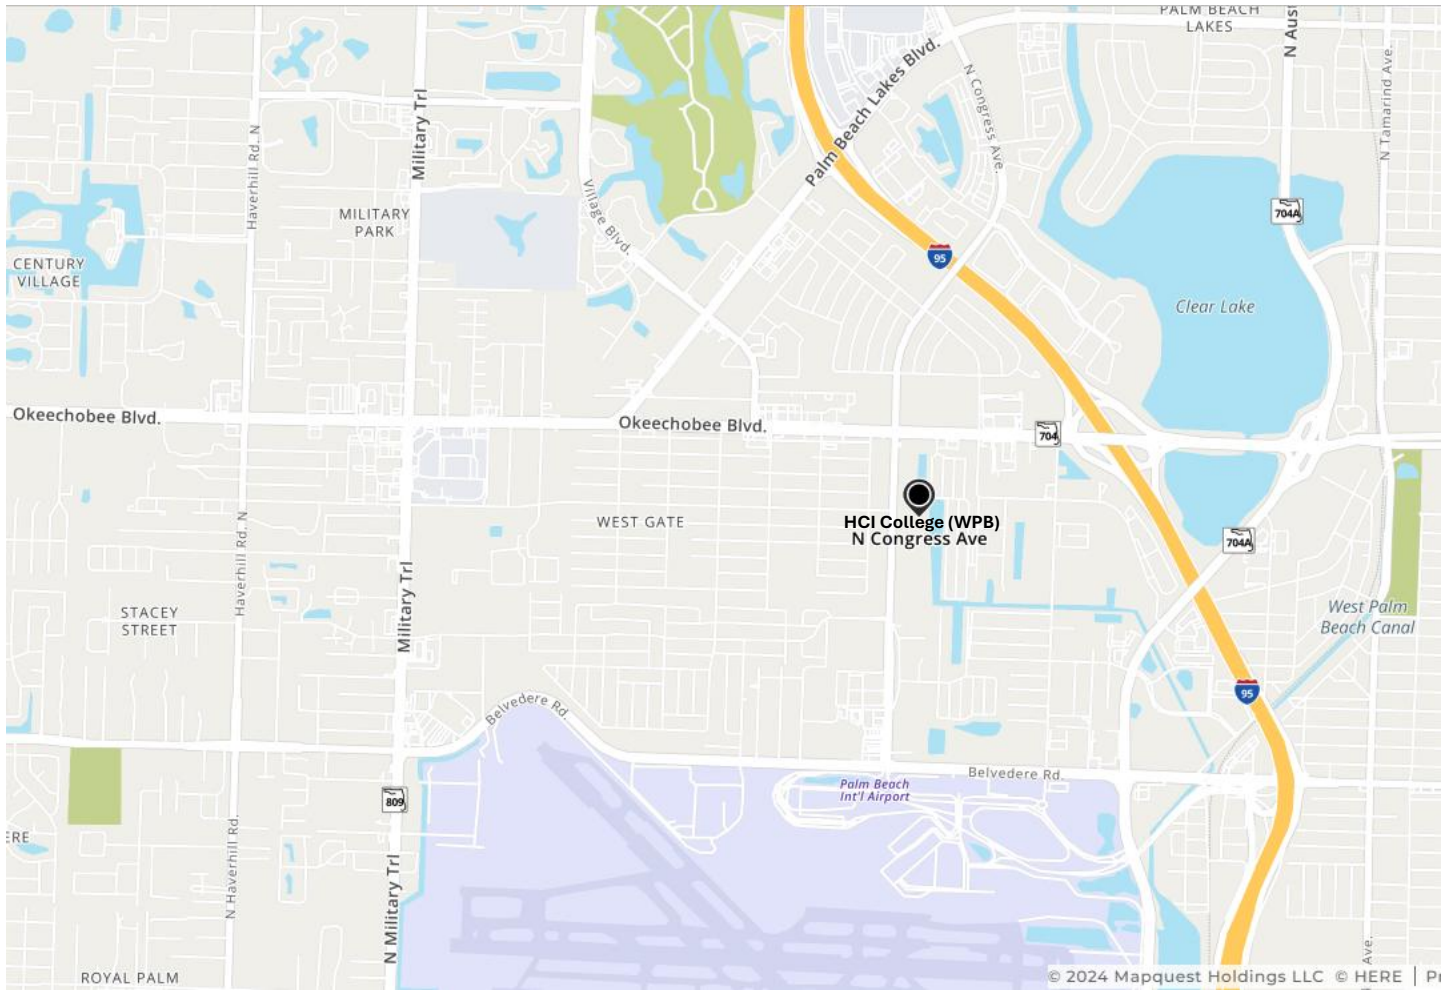 PALM BEACH
LAKES
N Aust
N Tamarind Ave.
Palm Beach Lakes Blvd.
N Congress Ave.
Military Trl
Haverhill Rd. N
Village Blvd.
MILITARY
PARK
704A
CENTURY
VILLAGE
95
Clear Lake
Okeechobee Blvd.
Okeechobee Blvd.
704
WEST GATE
HCI College (WPB)
N Congress Ave
704A
Haverhill Rd. N
Military Trl
STACEY
STREET
West Palm
Beach Canal
95
Belvedere Rd.
Belvedere Rd.
Palm Beach
Int'l Airport
809
ERE
N Haverhill Rd.
N Military Trl
Ave.
ROYAL PALM
© 2024 Mapquest Holdings LLC © HERE | Pr